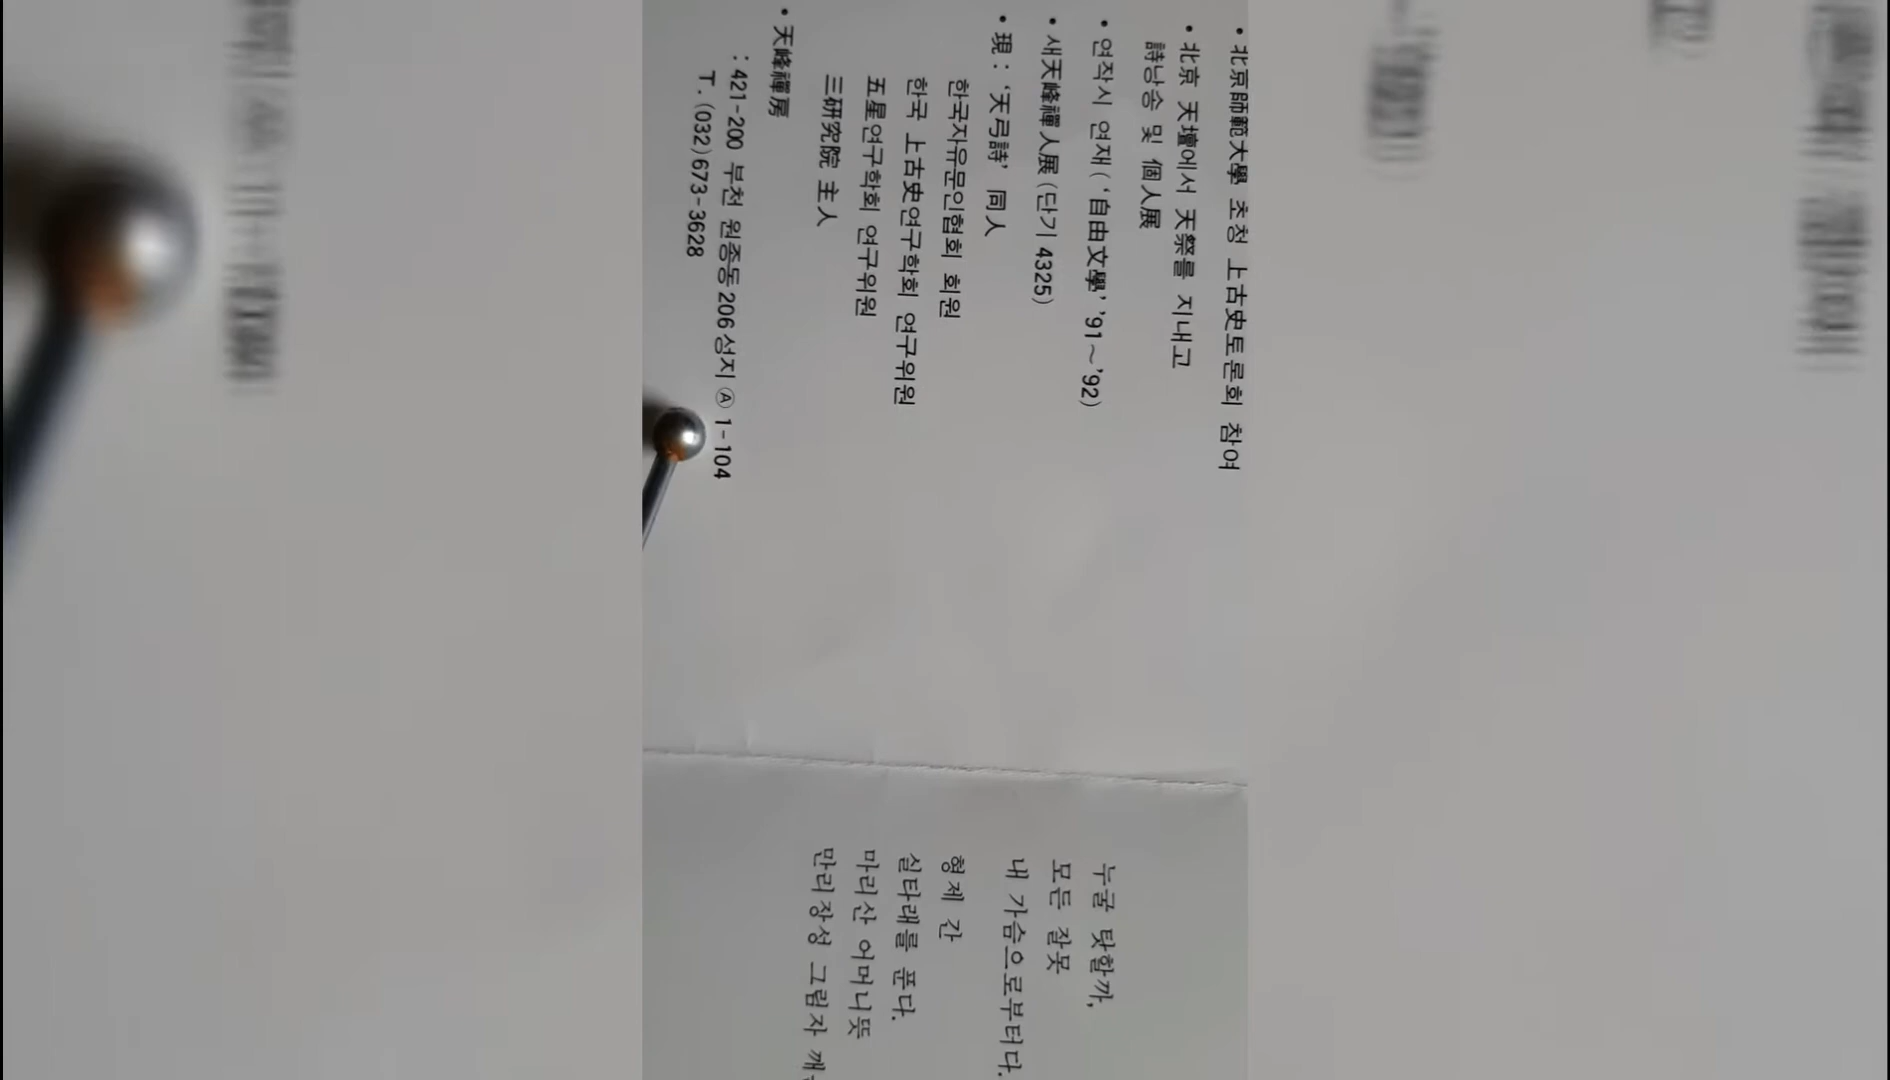 • 北京師範大學 초청 上古史토론회 참여
• 北京 天壇에서 天祭를 지내고
詩낭송 및 個人展
• 연작시 연재(‘自由文學’ ’91~’92)
• 새天峰禪人展(단기 4325)
• 現 : ‘天弓詩’ 同人
한국자유문인협회 회원
한국 上古史연구학회 연구위원
五星연구학회 연구위원
三硏究院 主人
• 天峰禪房
: 421-200 부천 원종동 206 성지 Ⓐ 1-104
T. (032)673-3628
누굴 탓할까,
모든 잘못
내 가슴으로부터다.
형제 간
실타래를 푼다.
마리산 어머니뜻
만리장성 그림자